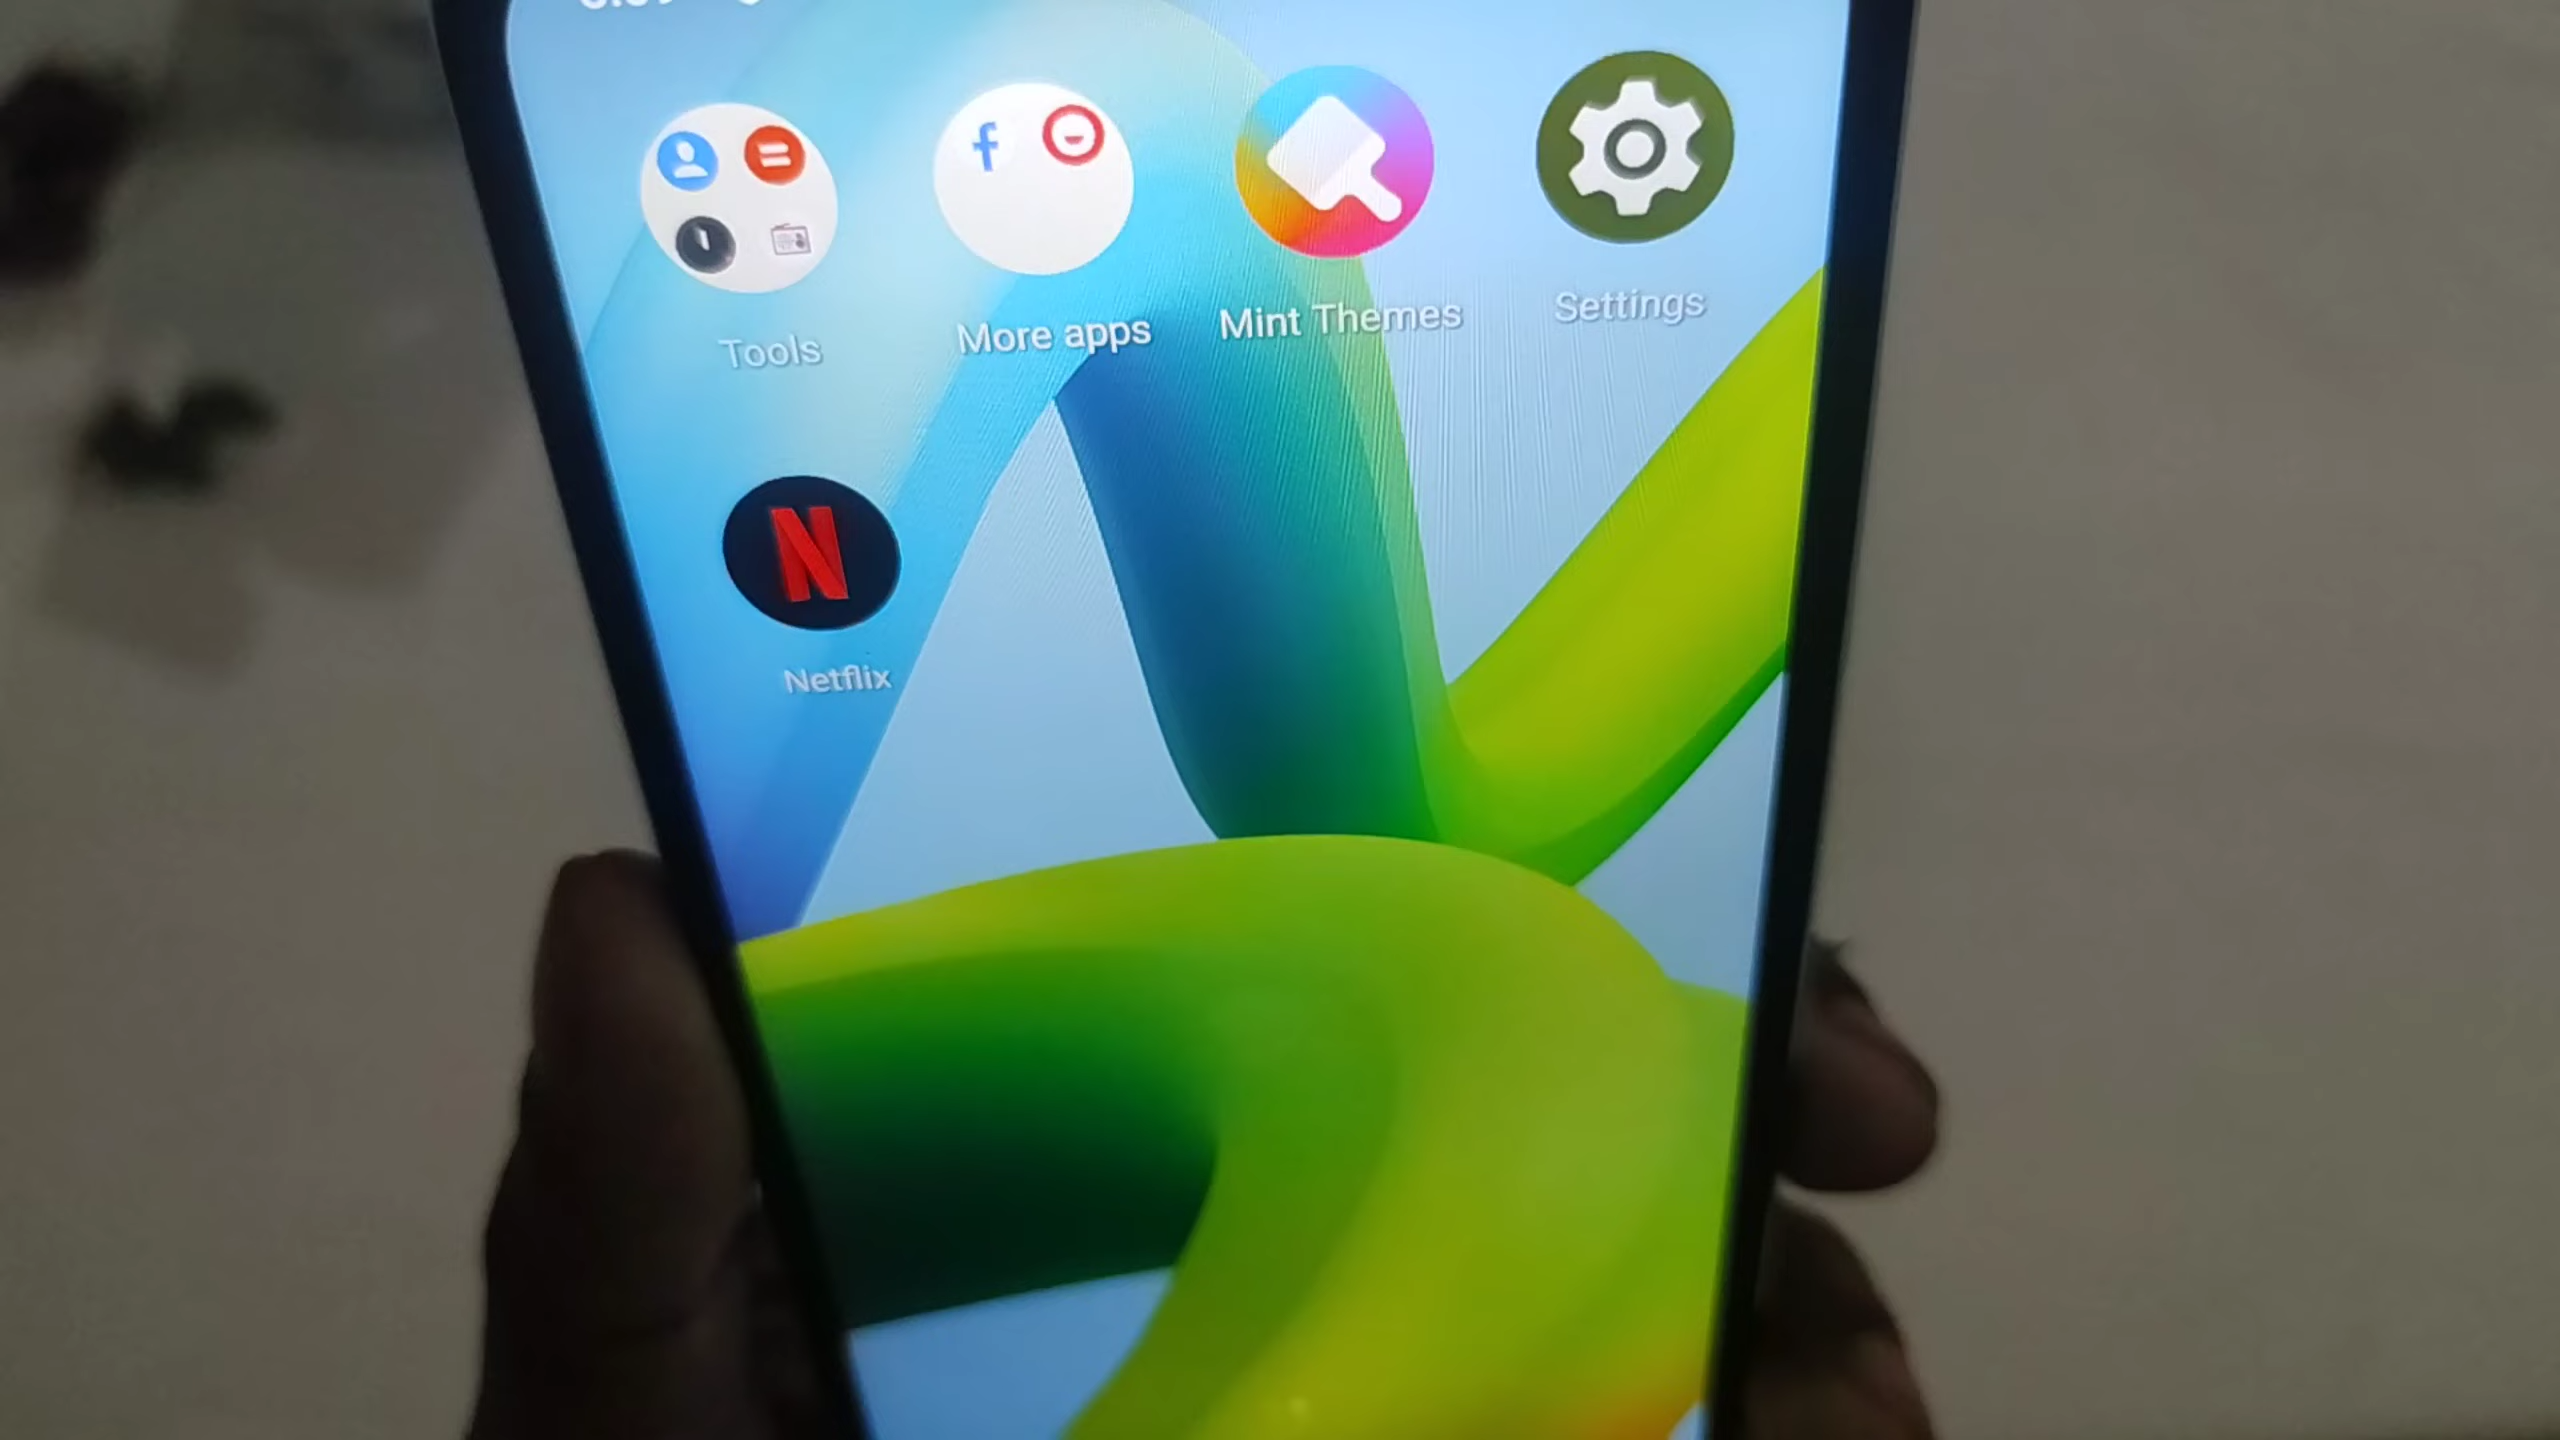 Tools
More apps
Mint Themes
Settings
N
Netflix